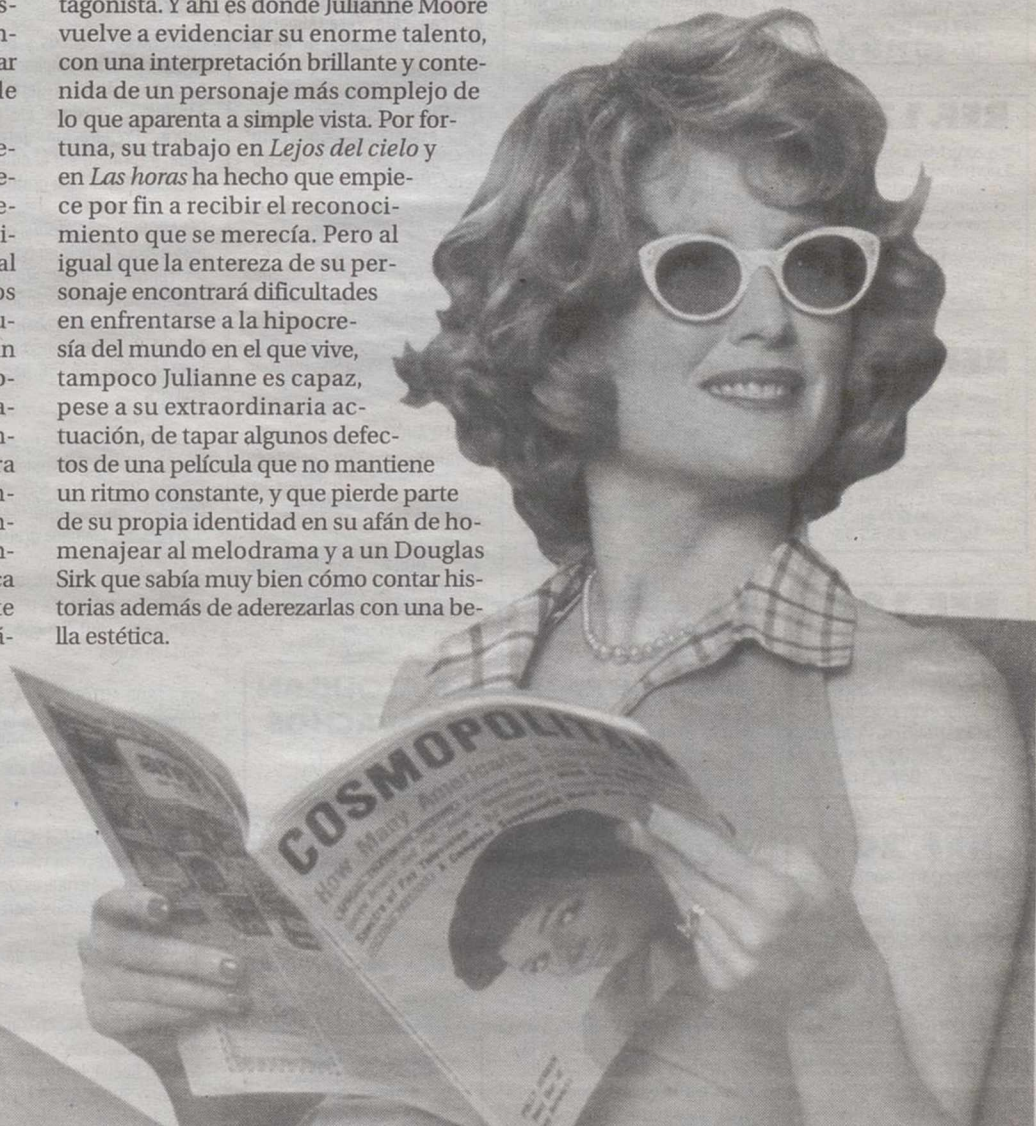 s-
n-
ar
de
e-
e-
e-
i-
al
os
u-
n
o-
a-
n-
ra
n-
n-
n-
ca
te
i-
tagonista. Y ahí es donde Julianne Moore
vuelve a evidenciar su enorme talento,
con una interpretación brillante y conte-
nida de un personaje más complejo de
lo que aparenta a simple vista. Por for-
tuna, su trabajo en Lejos del cielo y
en Las horas ha hecho que empie-
ce por fin a recibir el reconoci-
miento que se merecía. Pero al
igual que la entereza de su per-
sonaje encontrará dificultades
en enfrentarse a la hipocre-
sía del mundo en el que vive,
tampoco Julianne es capaz,
pese a su extraordinaria ac-
tuación, de tapar algunos defec-
tos de una película que no mantiene
un ritmo constante, y que pierde parte
de su propia identidad en su afán de ho-
menajear al melodrama y a un Douglas
Sirk que sabía muy bien cómo contar his-
torias además de aderezarlas con una be-
lla estética.
COSMOPOLITAN
How Many Americans